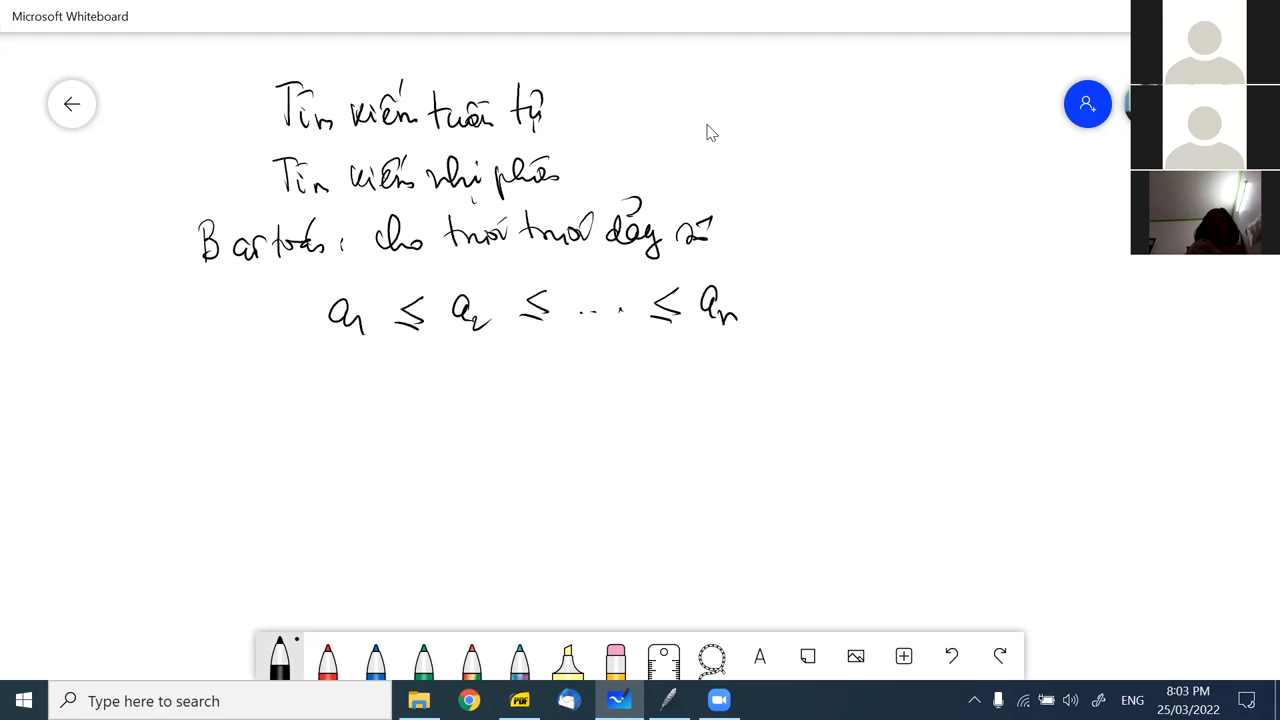 Microsoft Whiteboard
Tìm kiếm tuần tự
Tìm kiếm nhị phân
Bài toán: cho trước dãy số
a1 ≤ a2 ≤ .... ≤ an
A
Type here to search
PDF
ENG
8:03 PM
25/03/2022